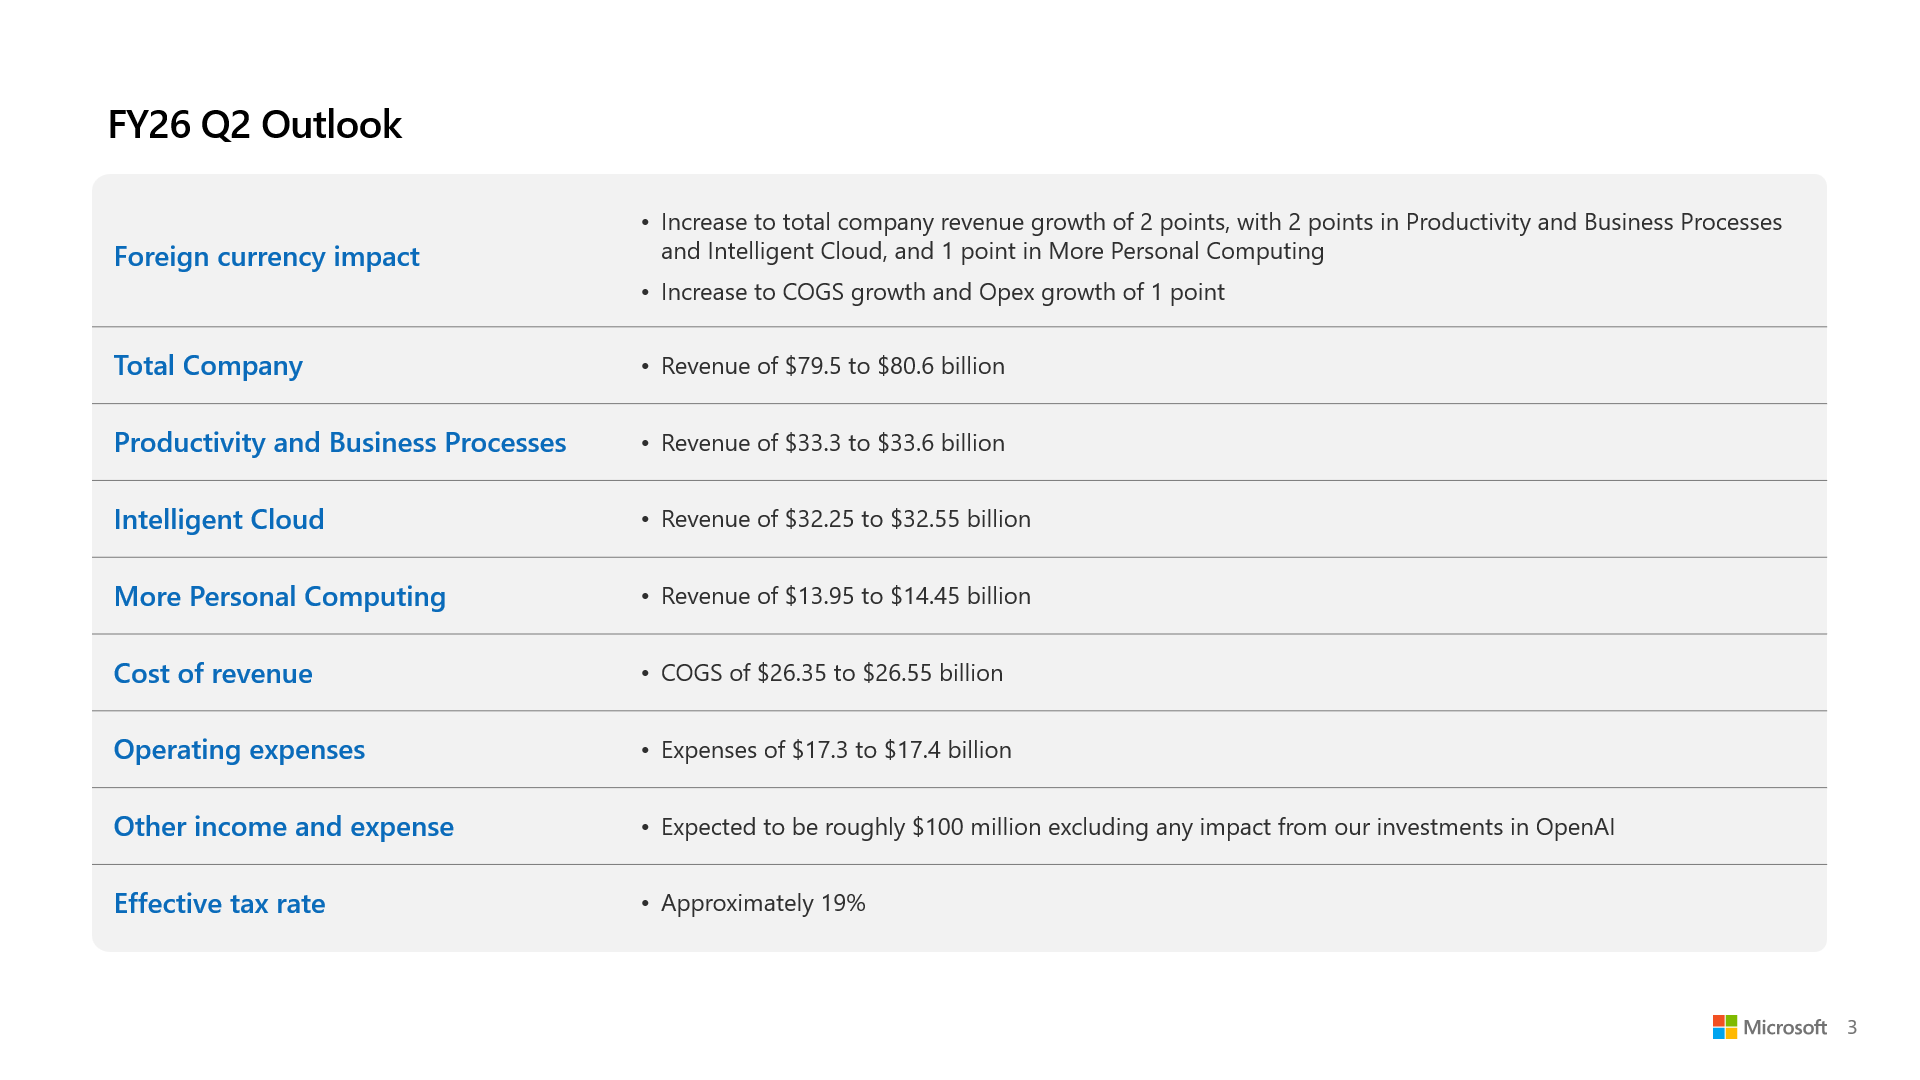 FY26 Q2 Outlook
Foreign currency impact
• Increase to total company revenue growth of 2 points, with 2 points in Productivity and Business Processes
and Intelligent Cloud, and 1 point in More Personal Computing
• Increase to COGS growth and Opex growth of 1 point
Total Company
• Revenue of $79.5 to $80.6 billion
Productivity and Business Processes
• Revenue of $33.3 to $33.6 billion
Intelligent Cloud
• Revenue of $32.25 to $32.55 billion
More Personal Computing
• Revenue of $13.95 to $14.45 billion
Cost of revenue
• COGS of $26.35 to $26.55 billion
Operating expenses
• Expenses of $17.3 to $17.4 billion
Other income and expense
• Expected to be roughly $100 million excluding any impact from our investments in OpenAI
Effective tax rate
• Approximately 19%
Microsoft 3